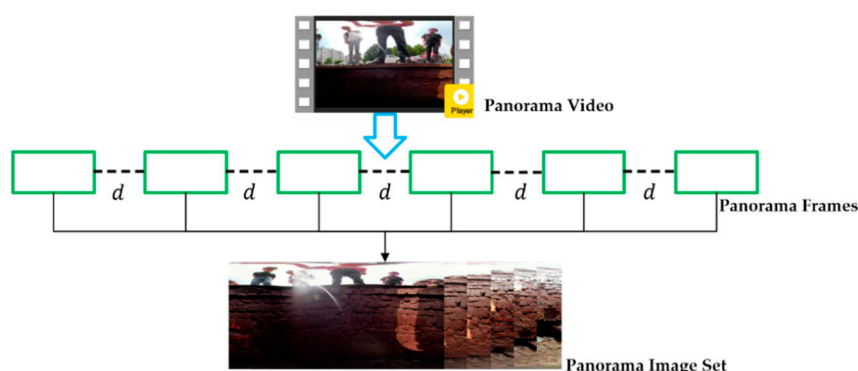 Player
Panorama Video
d d d d d
Panorama Frames
Panorama Image Set